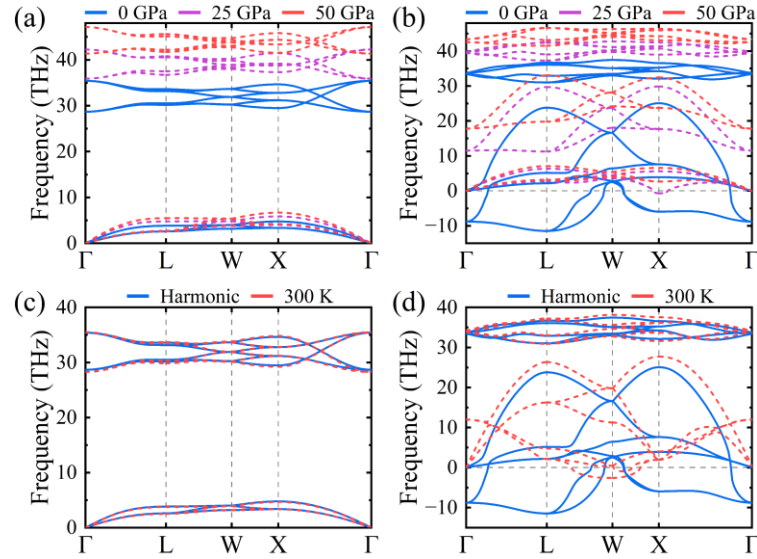 (a) 0 GPa 25 GPa 50 GPa
Frequency (THz)
40
30
20
10
0
Γ L W X Γ
(b) 0 GPa 25 GPa 50 GPa
Frequency (THz)
40
30
20
10
0
−10
Γ L W X Γ
(c) Harmonic 300 K
Frequency (THz)
40
30
20
10
0
Γ L W X Γ
(d) Harmonic 300 K
Frequency (THz)
40
30
20
10
0
−10
Γ L W X Γ